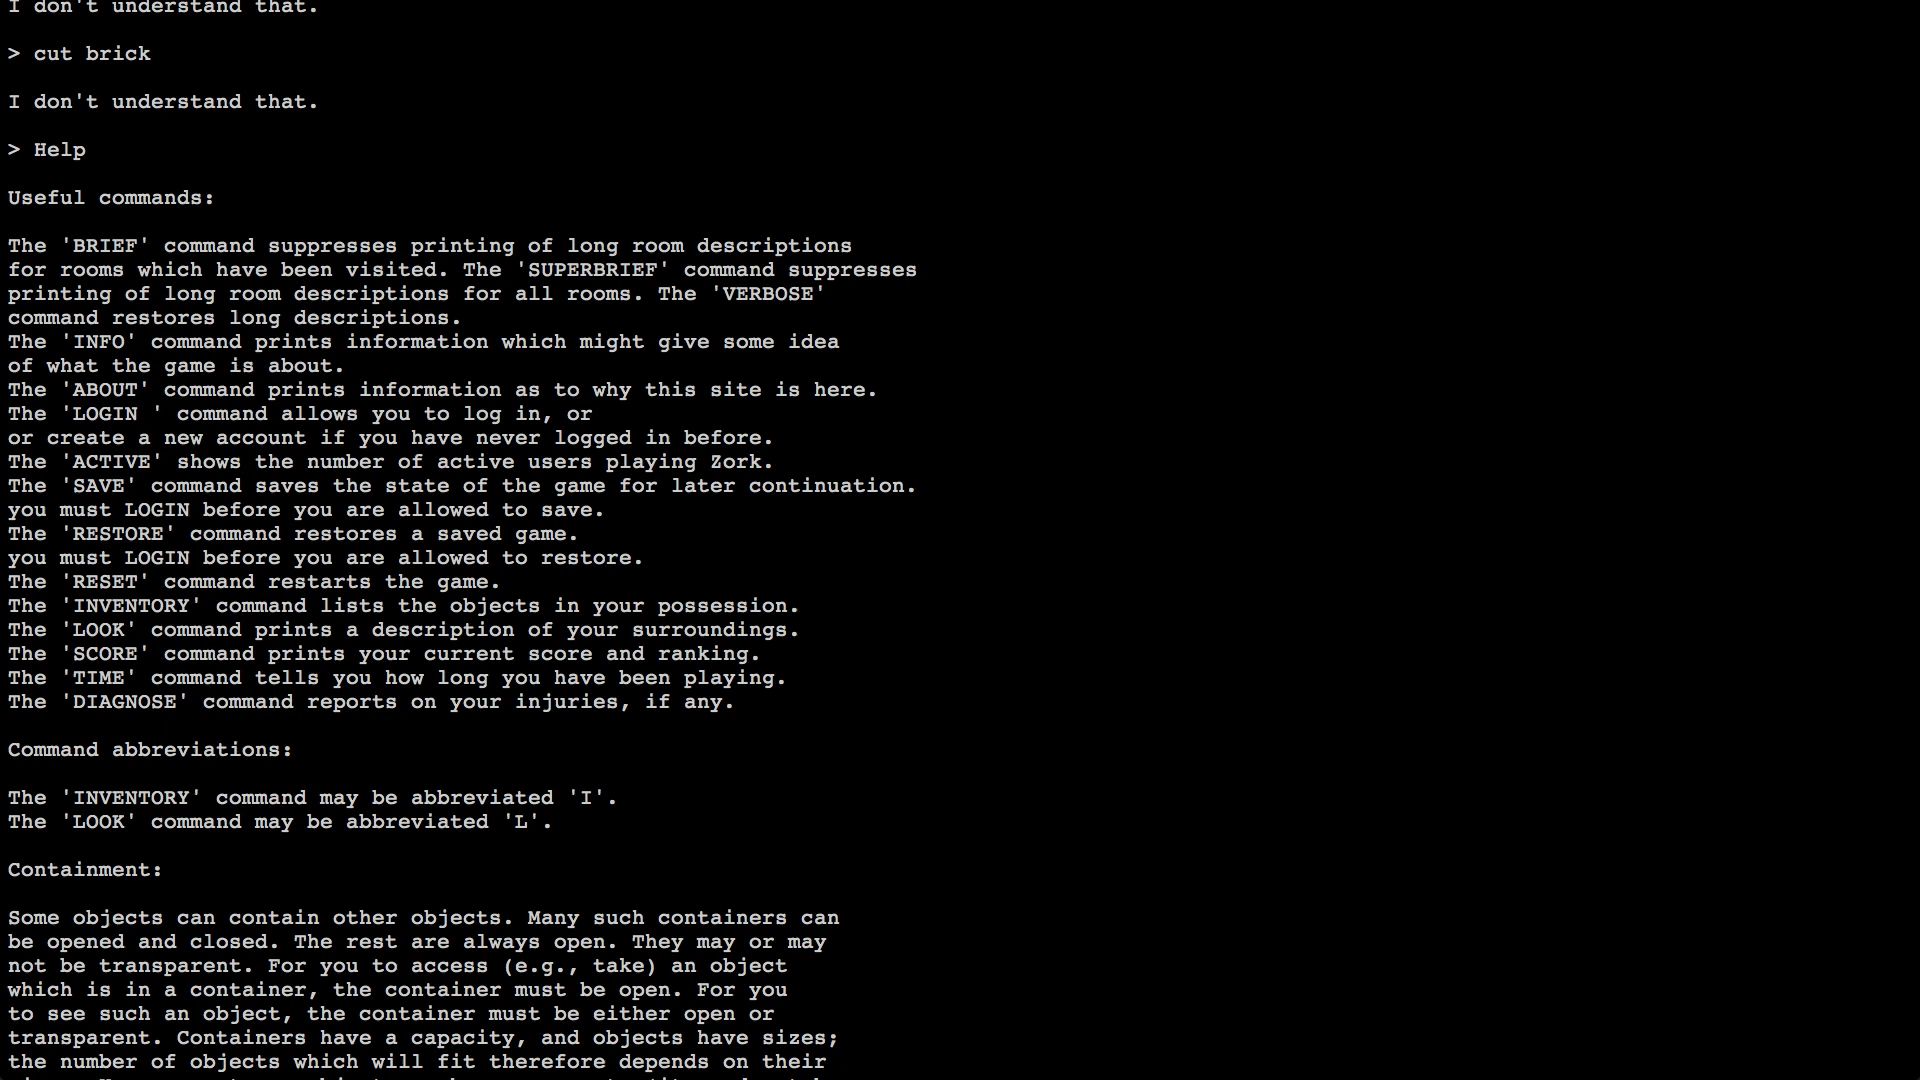 I don't understand that.
> cut brick
I don't understand that.
> Help
Useful commands:
The 'BRIEF' command suppresses printing of long room descriptions
for rooms which have been visited. The 'SUPERBRIEF' command suppresses
printing of long room descriptions for all rooms. The 'VERBOSE'
command restores long descriptions.
The 'INFO' command prints information which might give some idea
of what the game is about.
The 'ABOUT' command prints information as to why this site is here.
The 'LOGIN ' command allows you to log in, or
or create a new account if you have never logged in before.
The 'ACTIVE' shows the number of active users playing Zork.
The 'SAVE' command saves the state of the game for later continuation.
you must LOGIN before you are allowed to save.
The 'RESTORE' command restores a saved game.
you must LOGIN before you are allowed to restore.
The 'RESET' command restarts the game.
The 'INVENTORY' command lists the objects in your possession.
The 'LOOK' command prints a description of your surroundings.
The 'SCORE' command prints your current score and ranking.
The 'TIME' command tells you how long you have been playing.
The 'DIAGNOSE' command reports on your injuries, if any.
Command abbreviations:
The 'INVENTORY' command may be abbreviated 'I'.
The 'LOOK' command may be abbreviated 'L'.
Containment:
Some objects can contain other objects. Many such containers can
be opened and closed. The rest are always open. They may or may
not be transparent. For you to access (e.g., take) an object
which is in a container, the container must be open. For you
to see such an object, the container must be either open or
transparent. Containers have a capacity, and objects have sizes;
the number of objects which will fit therefore depends on their